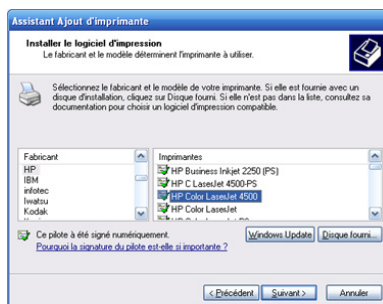 Assistant Ajout d'imprimante
Installer le logiciel d'impression
Le fabricant et le modèle déterminent l'imprimante à utiliser.
Sélectionnez le fabricant et le modèle de votre imprimante. Si elle est fournie avec un
disque d'installation, cliquez sur Disque fourni. Si elle n'est pas dans la liste, consultez sa
documentation pour choisir un logiciel d'impression compatible.
Fabricant
HP
IBM
infotec
Iwatsu
Kodak
Imprimantes
HP Business Inkjet 2250 (PS)
HP C LaserJet 4500-PS
HP Color LaserJet 4500
HP Color LaserJet
Ce pilote à été signé numériquement.
Pourquoi la signature du pilote est-elle si importante ?
Windows Update
Disque fourni...
< Précédent
Suivant >
Annuler